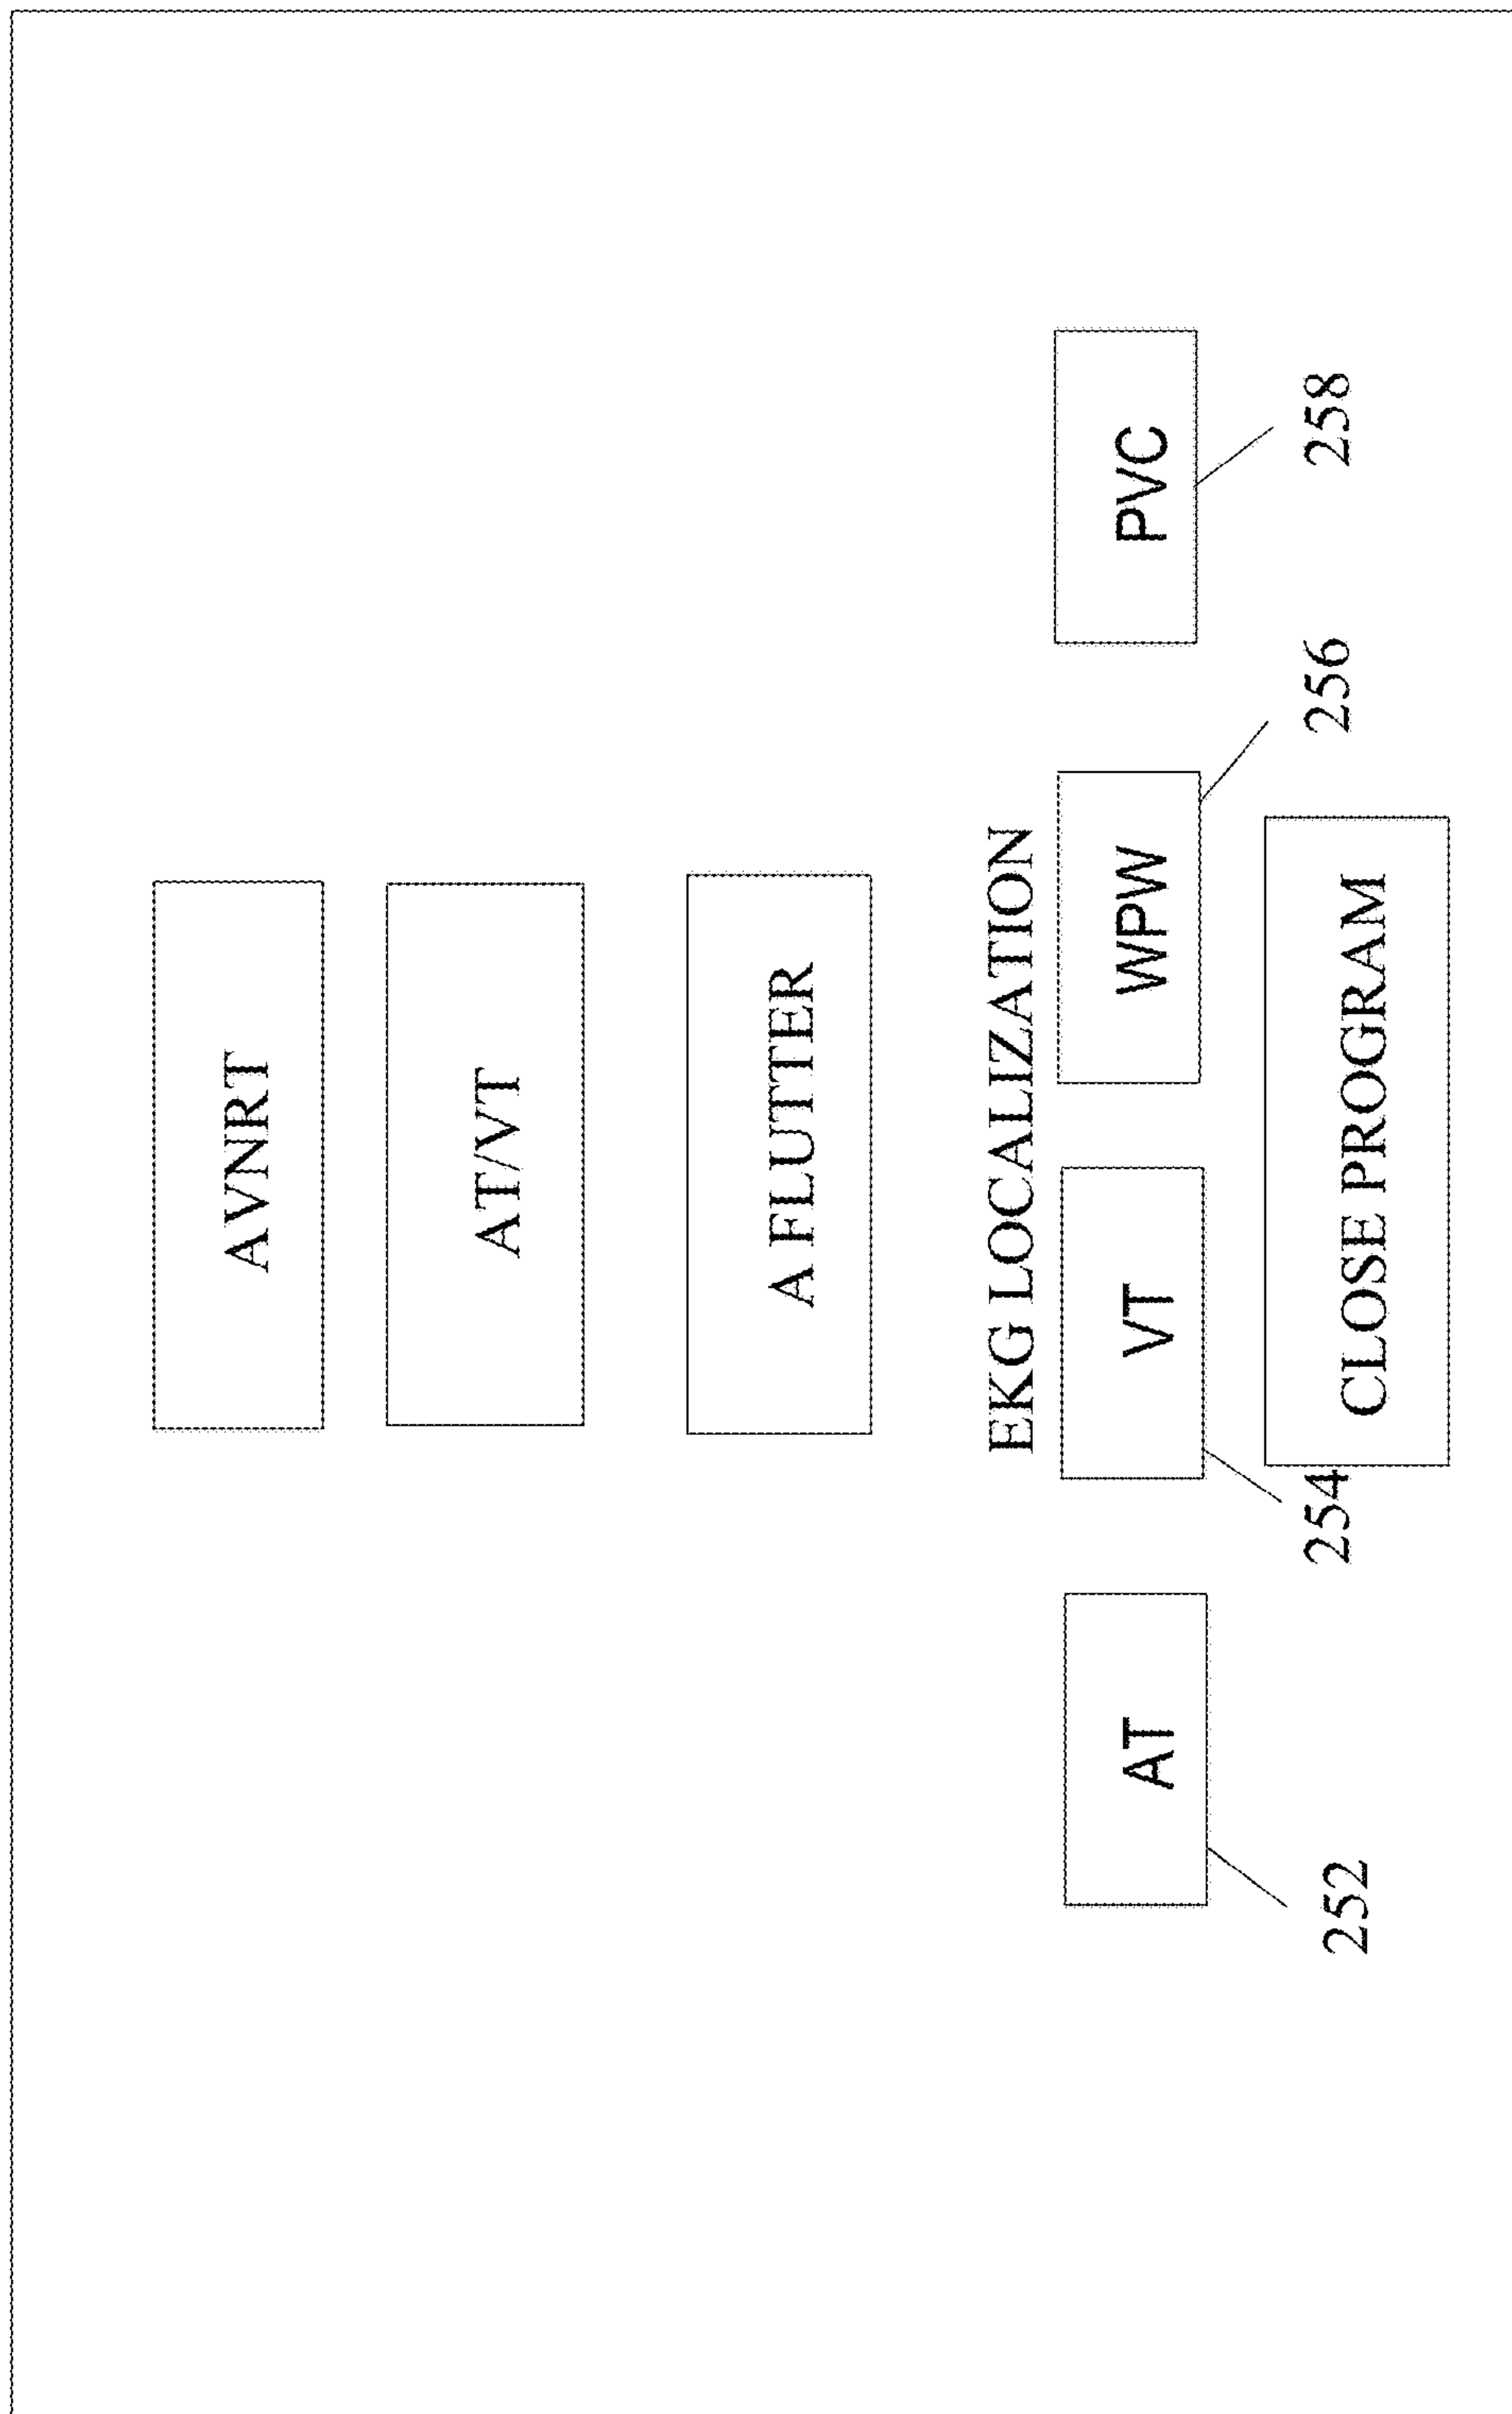 AVNRT
AT/VT
A FLUTTER
EKG LOCALIZATION
AT
VT
WPW
PVC
252
254
256
258
CLOSE PROGRAM